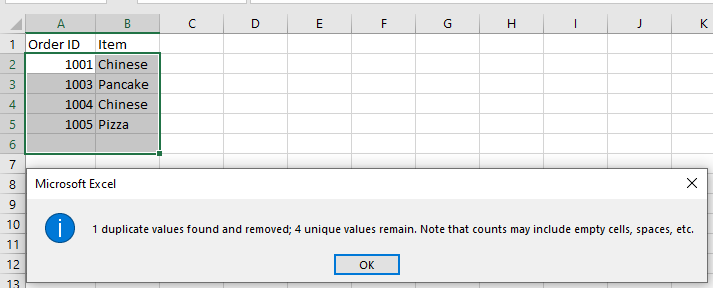 A B C D E F G H I J K
1 Order ID Item
2 1001 Chinese
3 1003 Pancake
4 1004 Chinese
5 1005 Pizza
6
7
8
9
10
11
12
13
Microsoft Excel
1 duplicate values found and removed; 4 unique values remain. Note that counts may include empty cells, spaces, etc.
OK